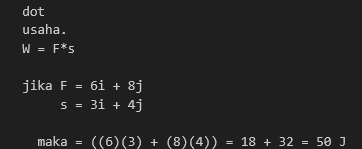 dot
usaha.
W = F*s
jika F = 6i + 8j
s = 3i + 4j
maka = ((6)(3) + (8)(4)) = 18 + 32 = 50 J